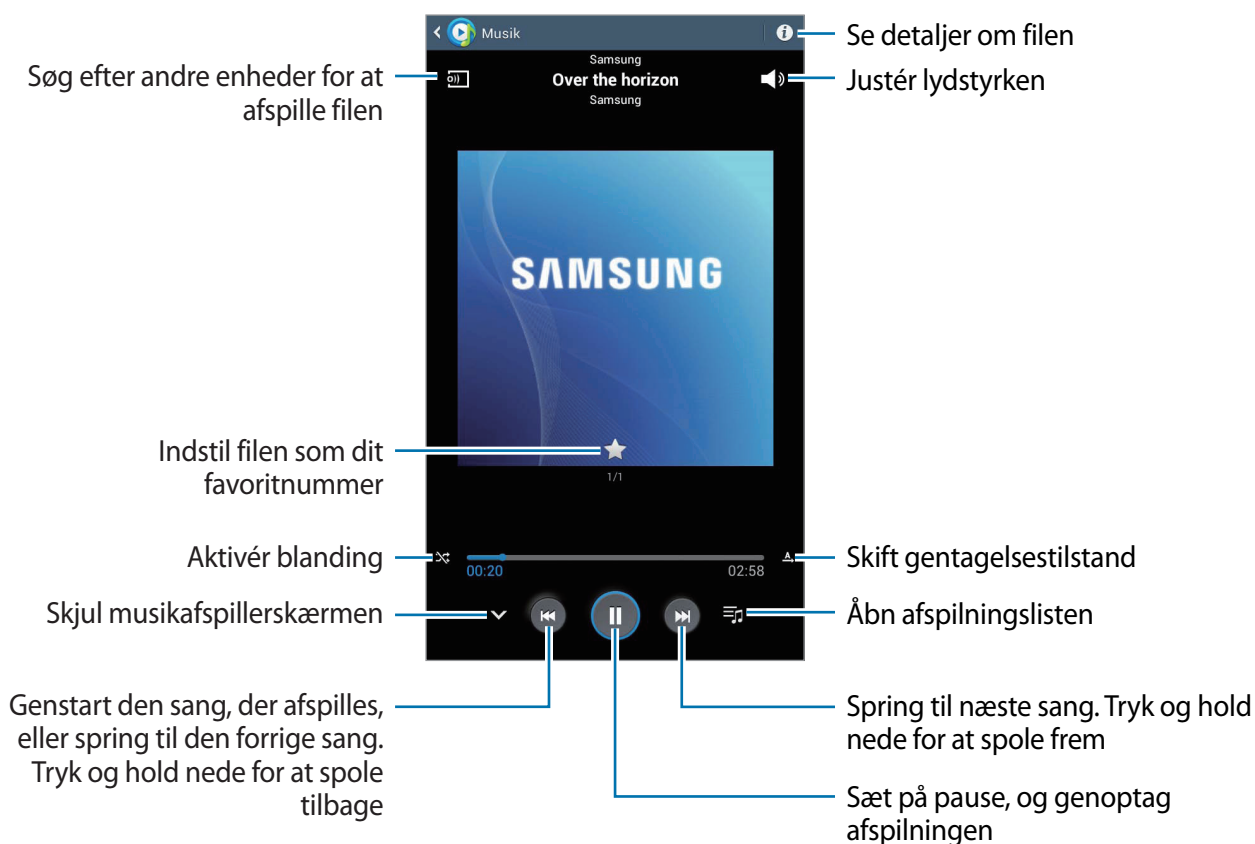 Musik
Se detaljer om filen
Søg efter andre enheder for at
afspille filen
Samsung
Over the horizon
Samsung
Justér lydstyrken
SAMSUNG
Indstil filen som dit
favoritnummer
1/1
Aktivér blanding
00:20
02:58
A
Skift gentagelsestilstand
Skjul musikafspillerskærmen
Åbn afspilningslisten
Genstart den sang, der afspilles,
eller spring til den forrige sang.
Tryk og hold nede for at spole
tilbage
Spring til næste sang. Tryk og hold
nede for at spole frem
Sæt på pause, og genoptag
afspilningen